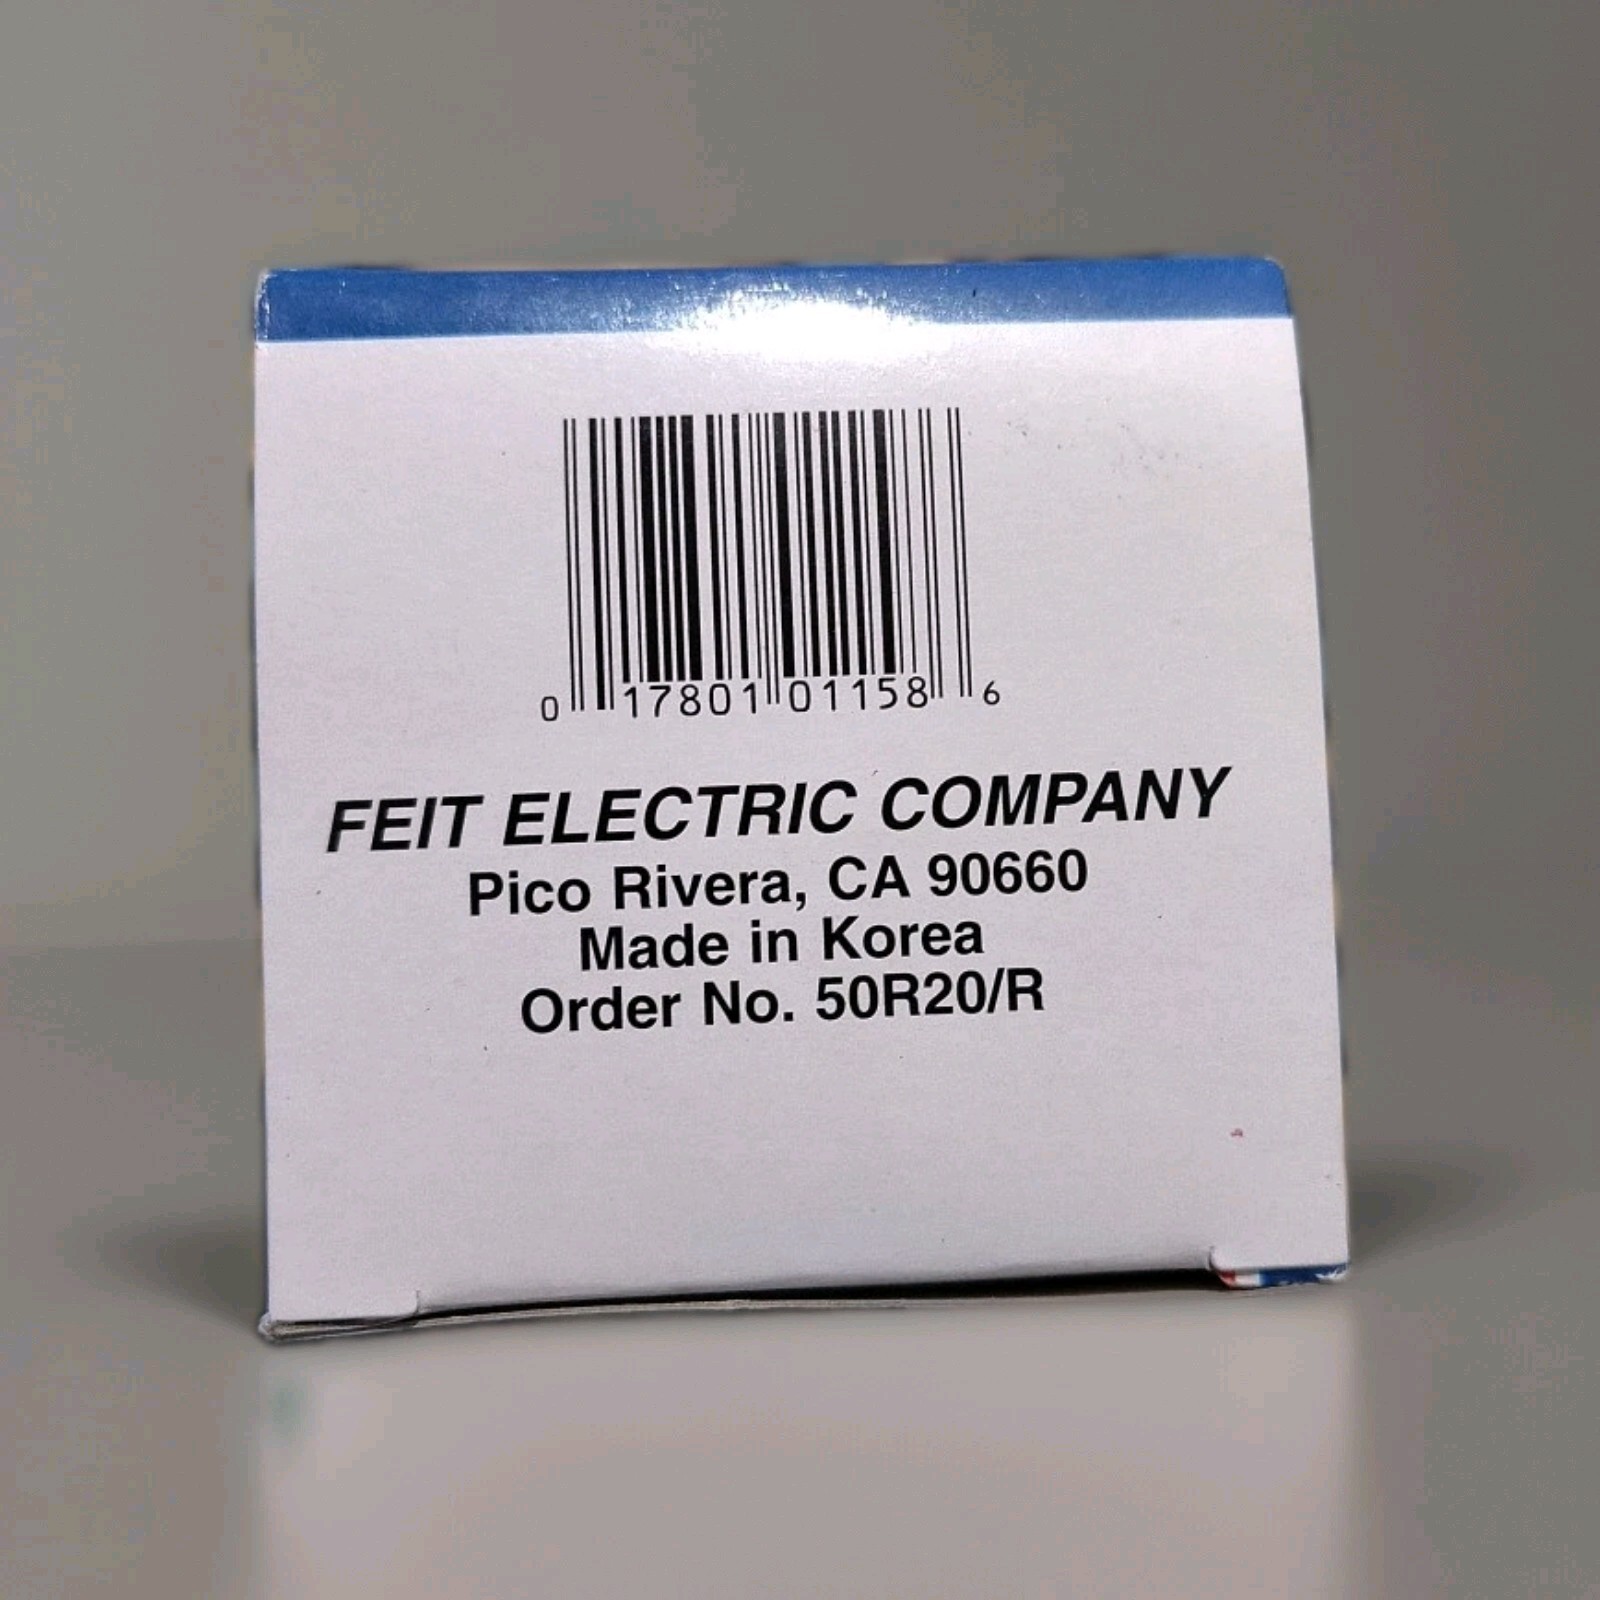 0 17801 01158 6
FEIT ELECTRIC COMPANY
Pico Rivera, CA 90660
Made in Korea
Order No. 50R20/R